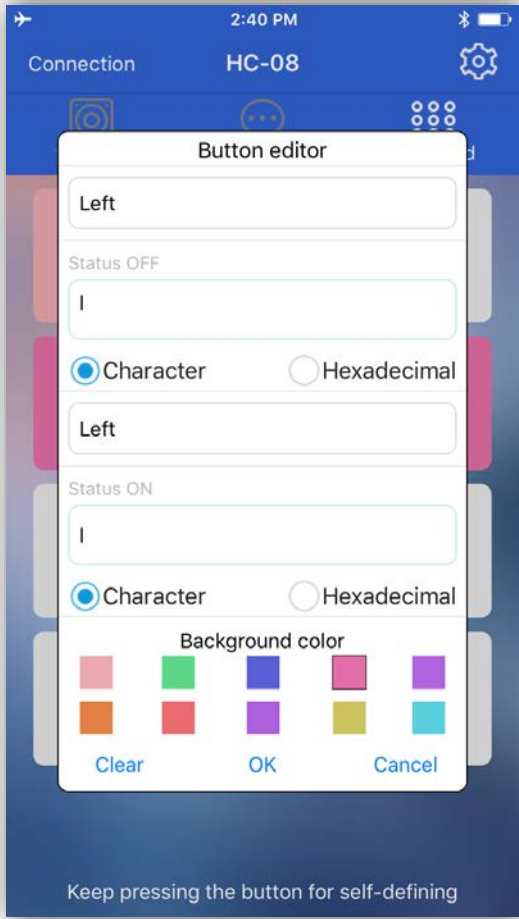 2:40 PM
Connection HC-08
Button editor
Left
Status OFF
l
Character Hexadecimal
Left
Status ON
l
Character Hexadecimal
Background color
Clear OK Cancel
Keep pressing the button for self-defining